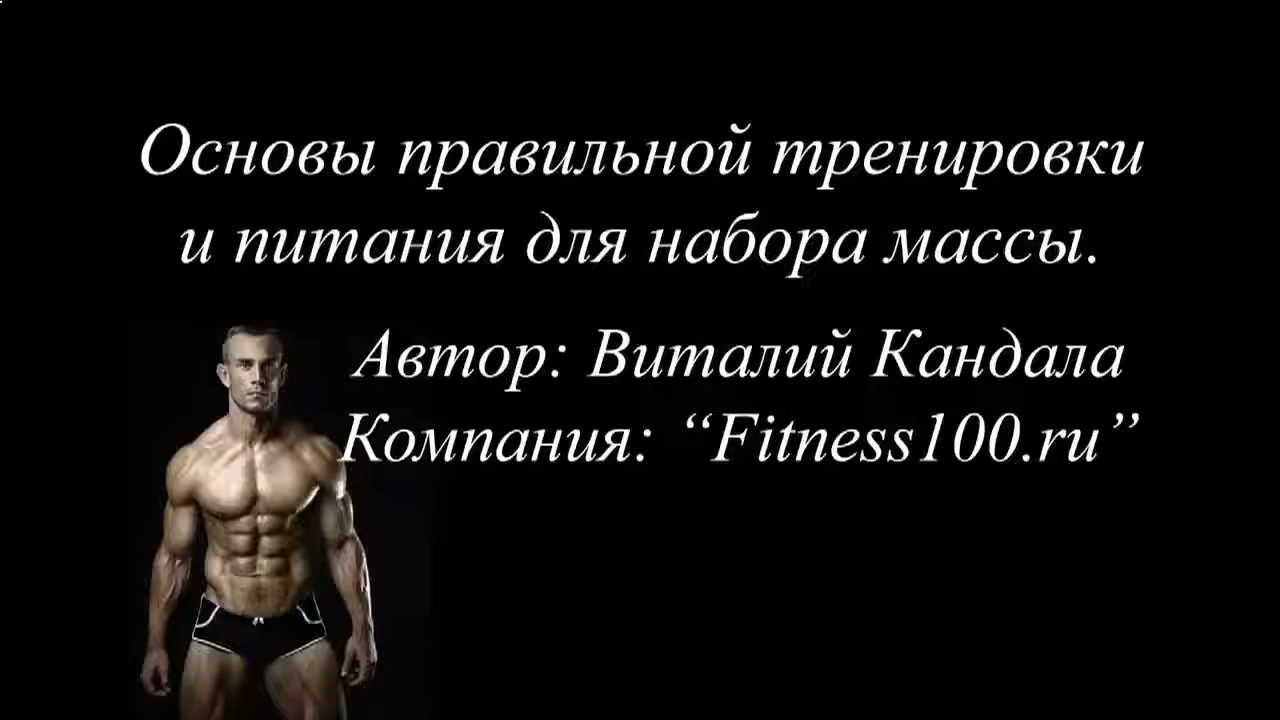 Основы правильной тренировки
и питания для набора массы.
Автор: Виталий Кандала
Компания: “Fitness100.ru”